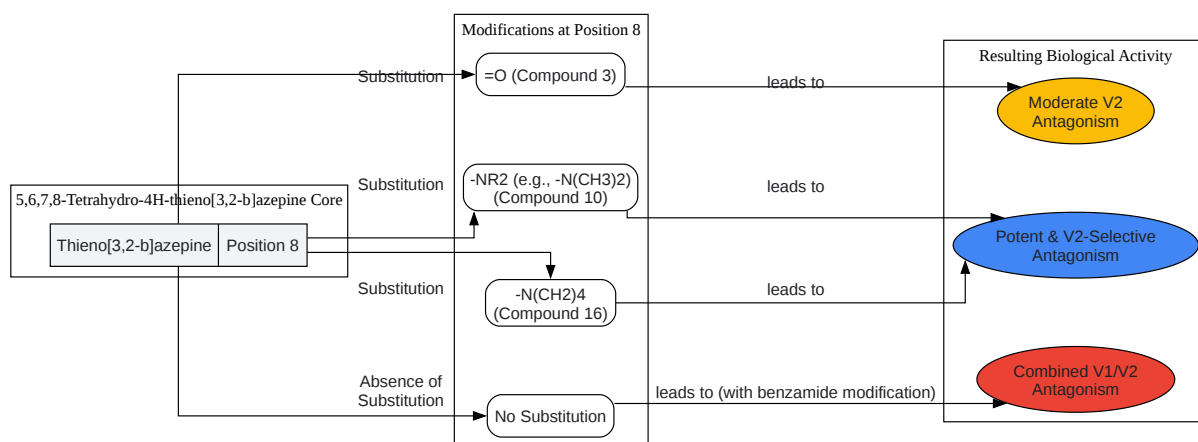 Modifications at Position 8
Resulting Biological Activity
Substitution
=O (Compound 3)
leads to
Moderate V2
Antagonism
5,6,7,8-Tetrahydro-4H-thieno[3,2-b]azepine Core
Thieno[3,2-b]azepine
Position 8
Substitution
-NR2 (e.g., -N(CH3)2)
(Compound 10)
leads to
Potent & V2-Selective
Antagonism
Substitution
-N(CH2)4
(Compound 16)
leads to
Absence of
Substitution
No Substitution
leads to (with benzamide modification)
Combined V1/V2
Antagonism